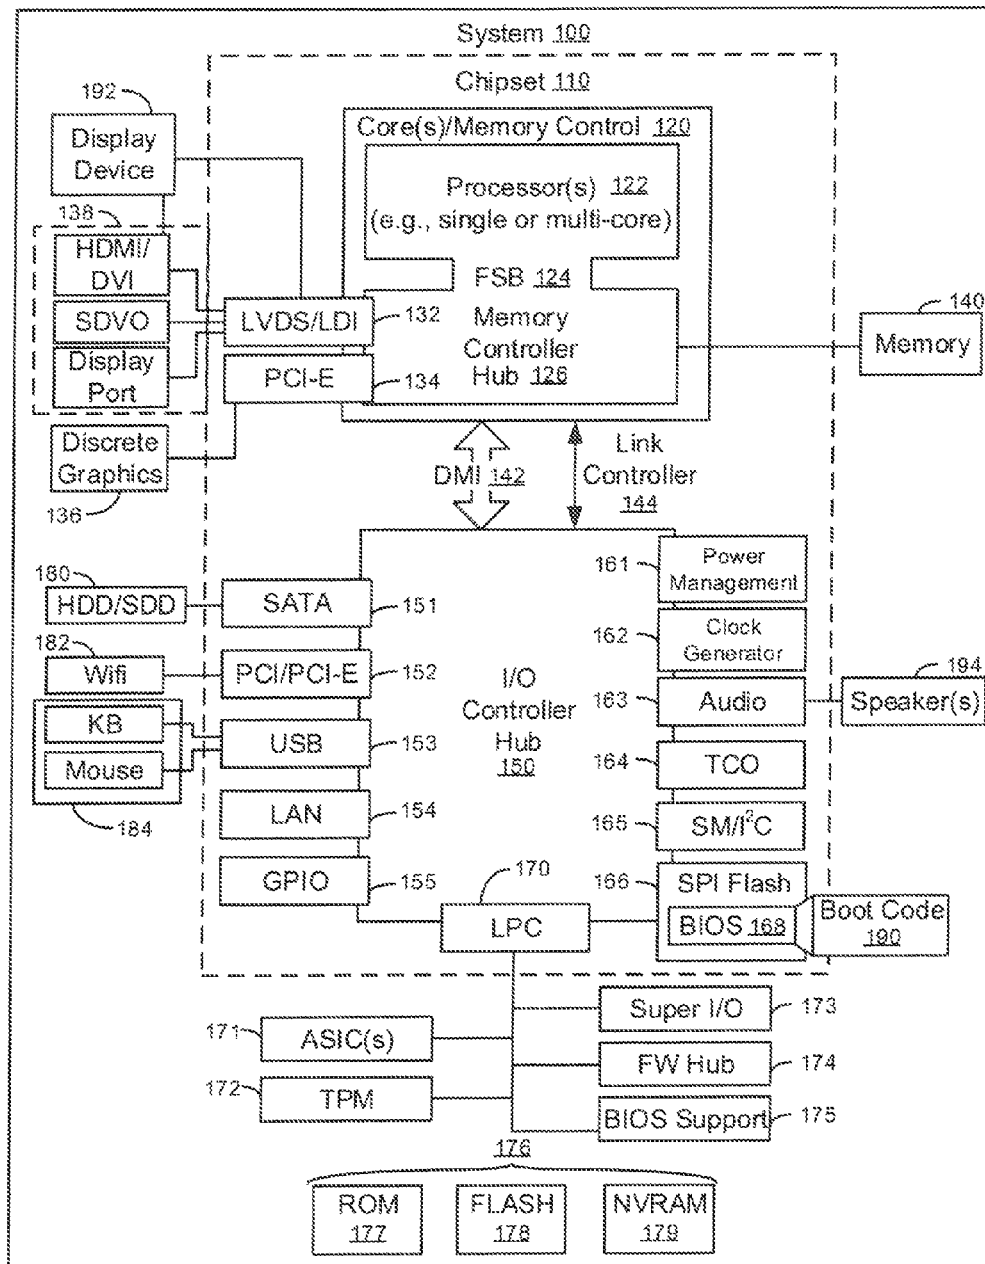 System 100
Chipset 110
192
Display
Device
Core(s)/Memory Control 120
Processor(s) 122
(e.g., single or multi-core)
138
HDMI/
DVI
SDVO
Display
Port
FSB 124
LVDS/LDI
132
PCI-E
134
Memory
Controller
Hub 126
140
Memory
Discrete
Graphics
136
DMI 142
Link
Controller
144
180
HDD/SDD
SATA
151
182
Wifi
PCI/PCI-E
152
KB
Mouse
184
USB
153
LAN
154
GPIO
155
I/O
Controller
Hub
150
161
Power
Management
162
Clock
Generator
163
Audio
194
Speaker(s)
164
TCO
165
SM/I²C
166
SPI Flash
BIOS 168
Boot Code
190
170
LPC
171
ASIC(s)
172
TPM
Super I/O
173
FW Hub
174
BIOS Support
175
176
ROM
177
FLASH
178
NVRAM
179